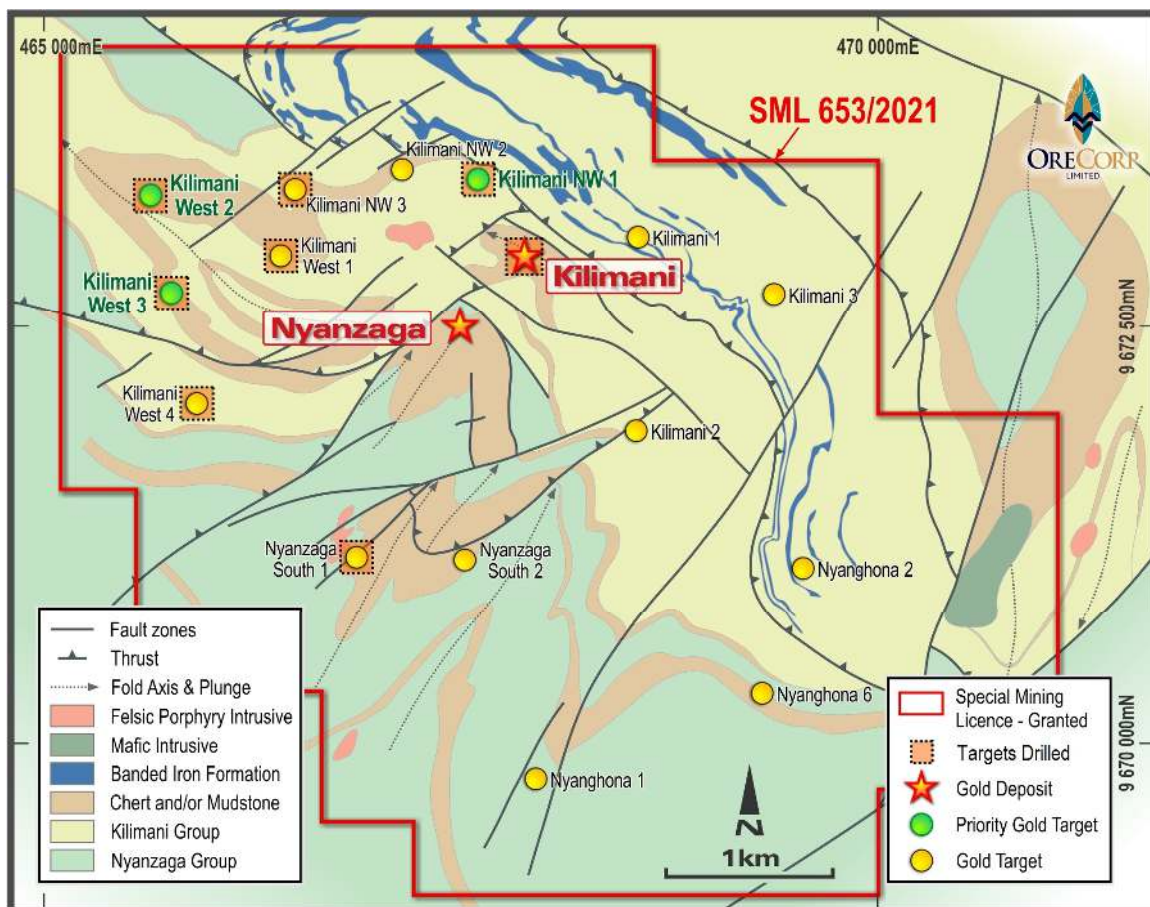 465 000mE
470 000mE
SML 653/2021
ORECORP
LIMITED
Kilimani NW 2
Kilimani
West 2
Kilimani NW 3
Kilimani NW 1
Kilimani
West 1
Kilimani 1
Kilimani
Kilimani
West 3
Kilimani 3
Nyanzaga
9 672 500mN
Kilimani
West 4
Kilimani 2
Nyanzaga
South 1
Nyanzaga
South 2
Nyanghona 2
Nyanghona 6
Nyanghona 1
9 670 000mN
N
1km
Fault zones
Thrust
Fold Axis & Plunge
Felsic Porphyry Intrusive
Mafic Intrusive
Banded Iron Formation
Chert and/or Mudstone
Kilimani Group
Nyanzaga Group
Special Mining
Licence - Granted
Targets Drilled
Gold Deposit
Priority Gold Target
Gold Target